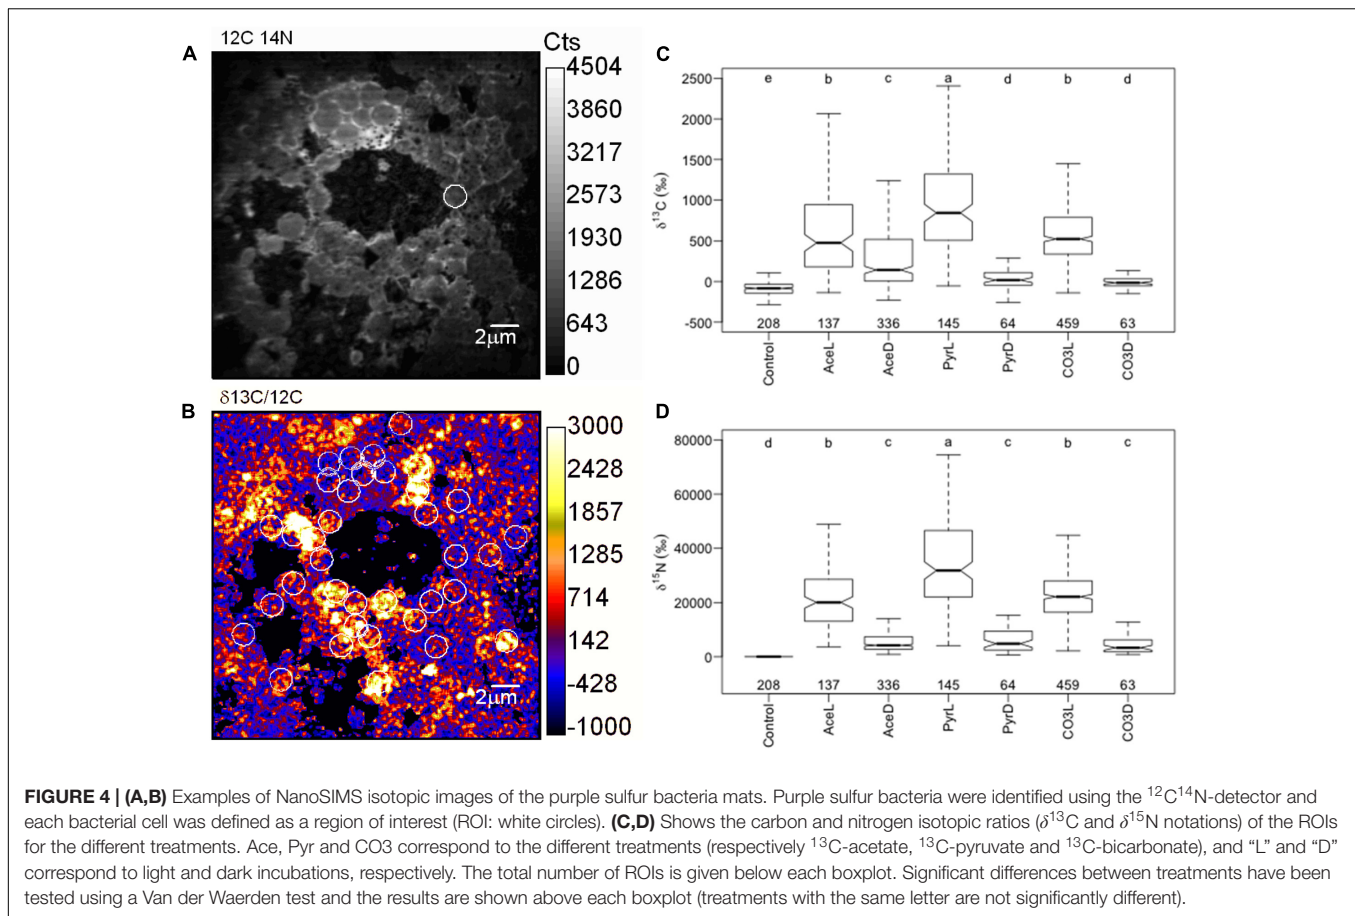 A
12C 14N
Cts
4504
3860
3217
2573
1930
1286
643
0
2μm
B
δ13C/12C
3000
2428
1857
1285
714
142
-428
-1000
2μm
C
δ13C (‰)
2500
2000
1500
1000
500
0
-500
e b c a d b d
208 137 336 145 64 459 63
Control AceL AceD PyrL PyrD CO3L CO3D
D
δ15N (‰)
80000
60000
40000
20000
0
d b c a c b c
208 137 336 145 64 459 63
Control AceL AceD PyrL PyrD CO3L CO3D
FIGURE 4 | (A,B) Examples of NanoSIMS isotopic images of the purple sulfur bacteria mats. Purple sulfur bacteria were identified using the 12C14N-detector and
each bacterial cell was defined as a region of interest (ROI: white circles). (C,D) Shows the carbon and nitrogen isotopic ratios (δ13C and δ15N notations) of the ROIs
for the different treatments. Ace, Pyr and CO3 correspond to the different treatments (respectively 13C-acetate, 13C-pyruvate and 13C-bicarbonate), and “L” and “D”
correspond to light and dark incubations, respectively. The total number of ROIs is given below each boxplot. Significant differences between treatments have been
tested using a Van der Waerden test and the results are shown above each boxplot (treatments with the same letter are not significantly different).